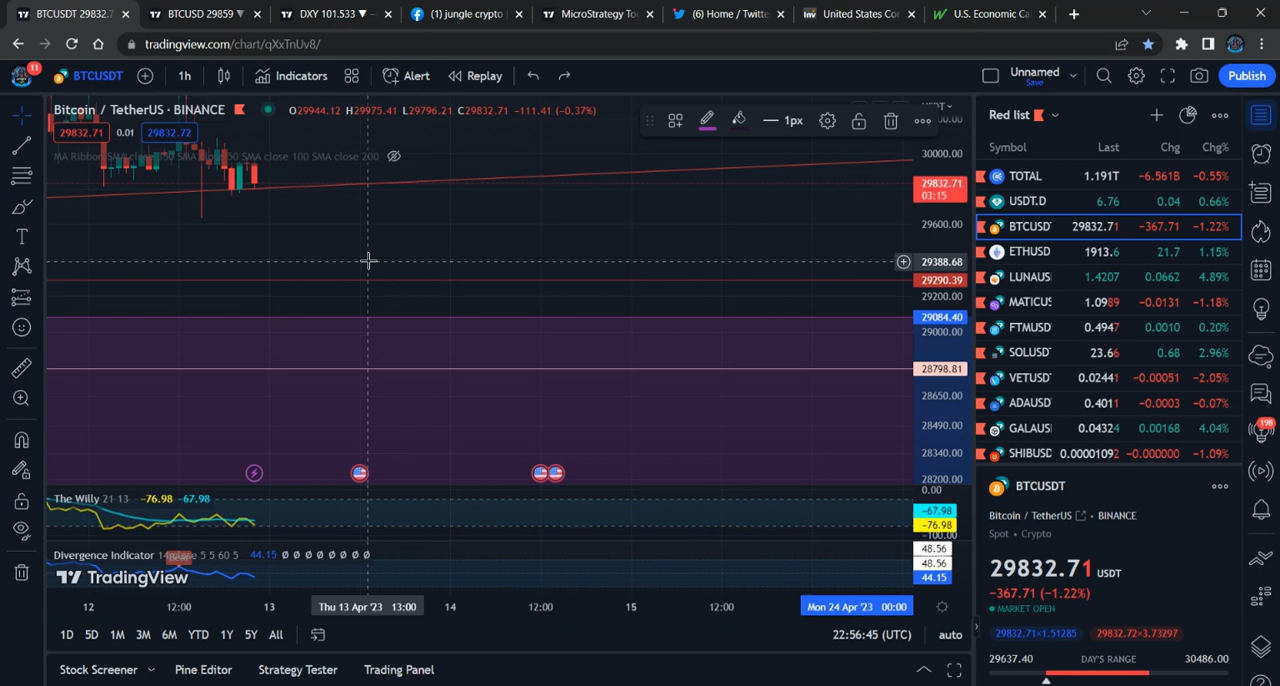 BTCUSDT 29832.7
BTCUSD 29859 ▼
DXY 101.533 ▼ −
(1) jungle crypto
MicroStrategy To
(6) Home / Twitte
United States Co
U.S. Economic Ca
tradingview.com/chart/qXxTnUv8/
11
BTCUSDT
1h
Indicators
Alert
Replay
Unnamed
Save
Publish
Bitcoin / TetherUS · BINANCE
O29944.12 H29975.41 L29796.21 C29832.71 −111.41 (−0.37%)
29832.71 0.01 29832.72
1px
30000.00
29832.71
03:15
29600.00
29388.68
29290.39
29200.00
29084.40
29000.00
28798.81
28650.00
28490.00
28340.00
28200.00
The Willy 21 13 −76.98 −67.98
0.00
−67.98
−76.98
−100.00
Divergence Indicator
44.15 Ø Ø Ø Ø Ø Ø Ø Ø
48.56
48.56
44.15
TradingView
12
12:00
13
Thu 13 Apr '23 13:00
14
12:00
15
12:00
Mon 24 Apr '23 00:00
1D 5D 1M 3M 6M YTD 1Y 5Y All
22:56:45 (UTC)
auto
Stock Screener
Pine Editor
Strategy Tester
Trading Panel
Red list
Symbol Last Chg Chg%
TOTAL 1.191T −6.561B −0.55%
USDT.D 6.76 0.04 0.66%
BTCUSDT 29832.71 −367.71 −1.22%
ETHUSD 1913.6 21.7 1.15%
LUNAUS 1.4207 0.0662 4.89%
MATICUS 1.0989 −0.0131 −1.18%
FTMUSD 0.4947 0.0010 0.20%
SOLUSDT 23.66 0.68 2.96%
VETUSDT 0.02441 −0.00051 −2.05%
ADAUSD 0.4011 −0.0003 −0.07%
GALAUS 0.04324 0.00168 4.04%
SHIBUSD 0.00001092 −0.000000 −1.09%
BTCUSDT
Bitcoin / TetherUS • BINANCE
Spot • Crypto
29832.71 USDT
−367.71 (−1.22%)
MARKET OPEN
29832.71×1.51285 29832.72×3.73297
29637.40 DAY'S RANGE 30486.00
198